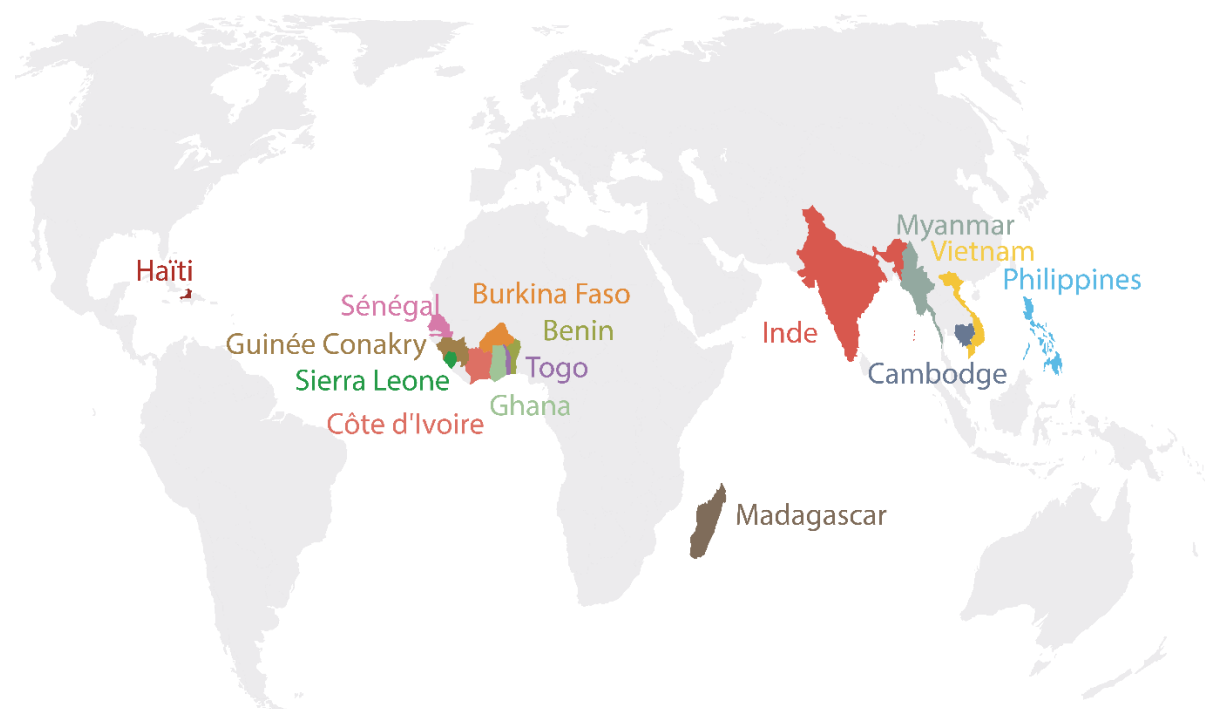 Myanmar
Vietnam
Haïti
Philippines
Burkina Faso
Sénégal
Benin
Inde
Guinée Conakry
Togo
Cambodge
Sierra Leone
Ghana
Côte d'Ivoire
Madagascar